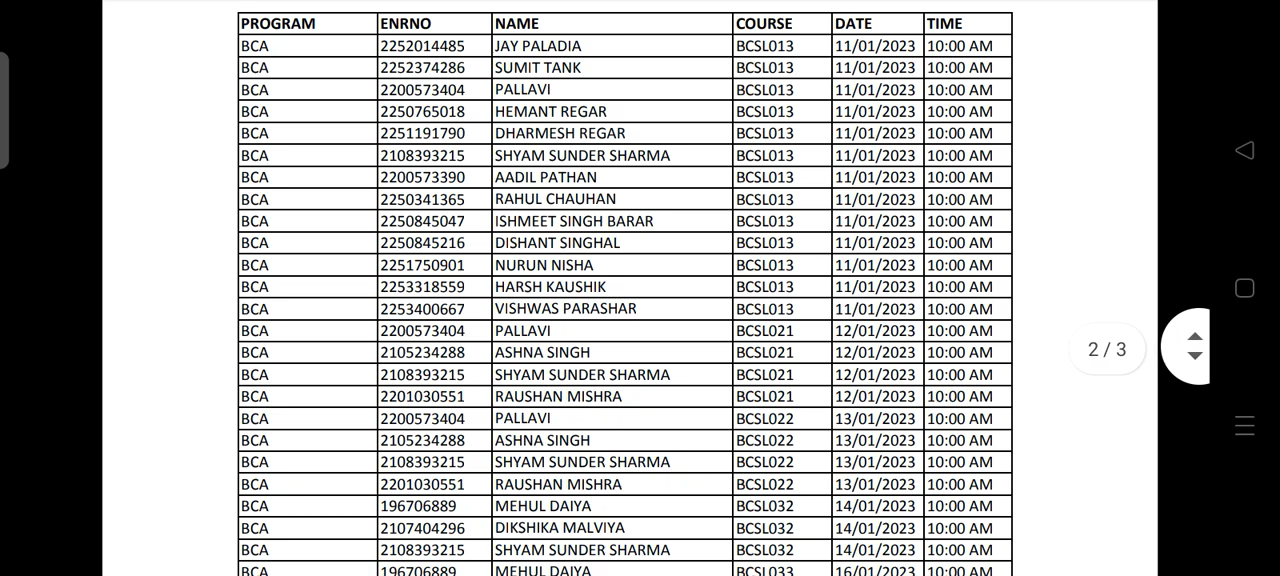 PROGRAM ENRNO NAME COURSE DATE TIME
BCA 2252014485 JAY PALADIA BCSL013 11/01/2023 10:00 AM
BCA 2252374286 SUMIT TANK BCSL013 11/01/2023 10:00 AM
BCA 2200573404 PALLAVI BCSL013 11/01/2023 10:00 AM
BCA 2250765018 HEMANT REGAR BCSL013 11/01/2023 10:00 AM
BCA 2251191790 DHARMESH REGAR BCSL013 11/01/2023 10:00 AM
BCA 2108393215 SHYAM SUNDER SHARMA BCSL013 11/01/2023 10:00 AM
BCA 2200573390 AADIL PATHAN BCSL013 11/01/2023 10:00 AM
BCA 2250341365 RAHUL CHAUHAN BCSL013 11/01/2023 10:00 AM
BCA 2250845047 ISHMEET SINGH BARAR BCSL013 11/01/2023 10:00 AM
BCA 2250845216 DISHANT SINGHAL BCSL013 11/01/2023 10:00 AM
BCA 2251750901 NURUN NISHA BCSL013 11/01/2023 10:00 AM
BCA 2253318559 HARSH KAUSHIK BCSL013 11/01/2023 10:00 AM
BCA 2253400667 VISHWAS PARASHAR BCSL013 11/01/2023 10:00 AM
BCA 2200573404 PALLAVI BCSL021 12/01/2023 10:00 AM
BCA 2105234288 ASHNA SINGH BCSL021 12/01/2023 10:00 AM
BCA 2108393215 SHYAM SUNDER SHARMA BCSL021 12/01/2023 10:00 AM
BCA 2201030551 RAUSHAN MISHRA BCSL021 12/01/2023 10:00 AM
BCA 2200573404 PALLAVI BCSL022 13/01/2023 10:00 AM
BCA 2105234288 ASHNA SINGH BCSL022 13/01/2023 10:00 AM
BCA 2108393215 SHYAM SUNDER SHARMA BCSL022 13/01/2023 10:00 AM
BCA 2201030551 RAUSHAN MISHRA BCSL022 13/01/2023 10:00 AM
BCA 196706889 MEHUL DAIYA BCSL032 14/01/2023 10:00 AM
BCA 2107404296 DIKSHIKA MALVIYA BCSL032 14/01/2023 10:00 AM
BCA 2108393215 SHYAM SUNDER SHARMA BCSL032 14/01/2023 10:00 AM
BCA 196706889 MEHUL DAIYA BCSL033 16/01/2023 10:00 AM
2 / 3